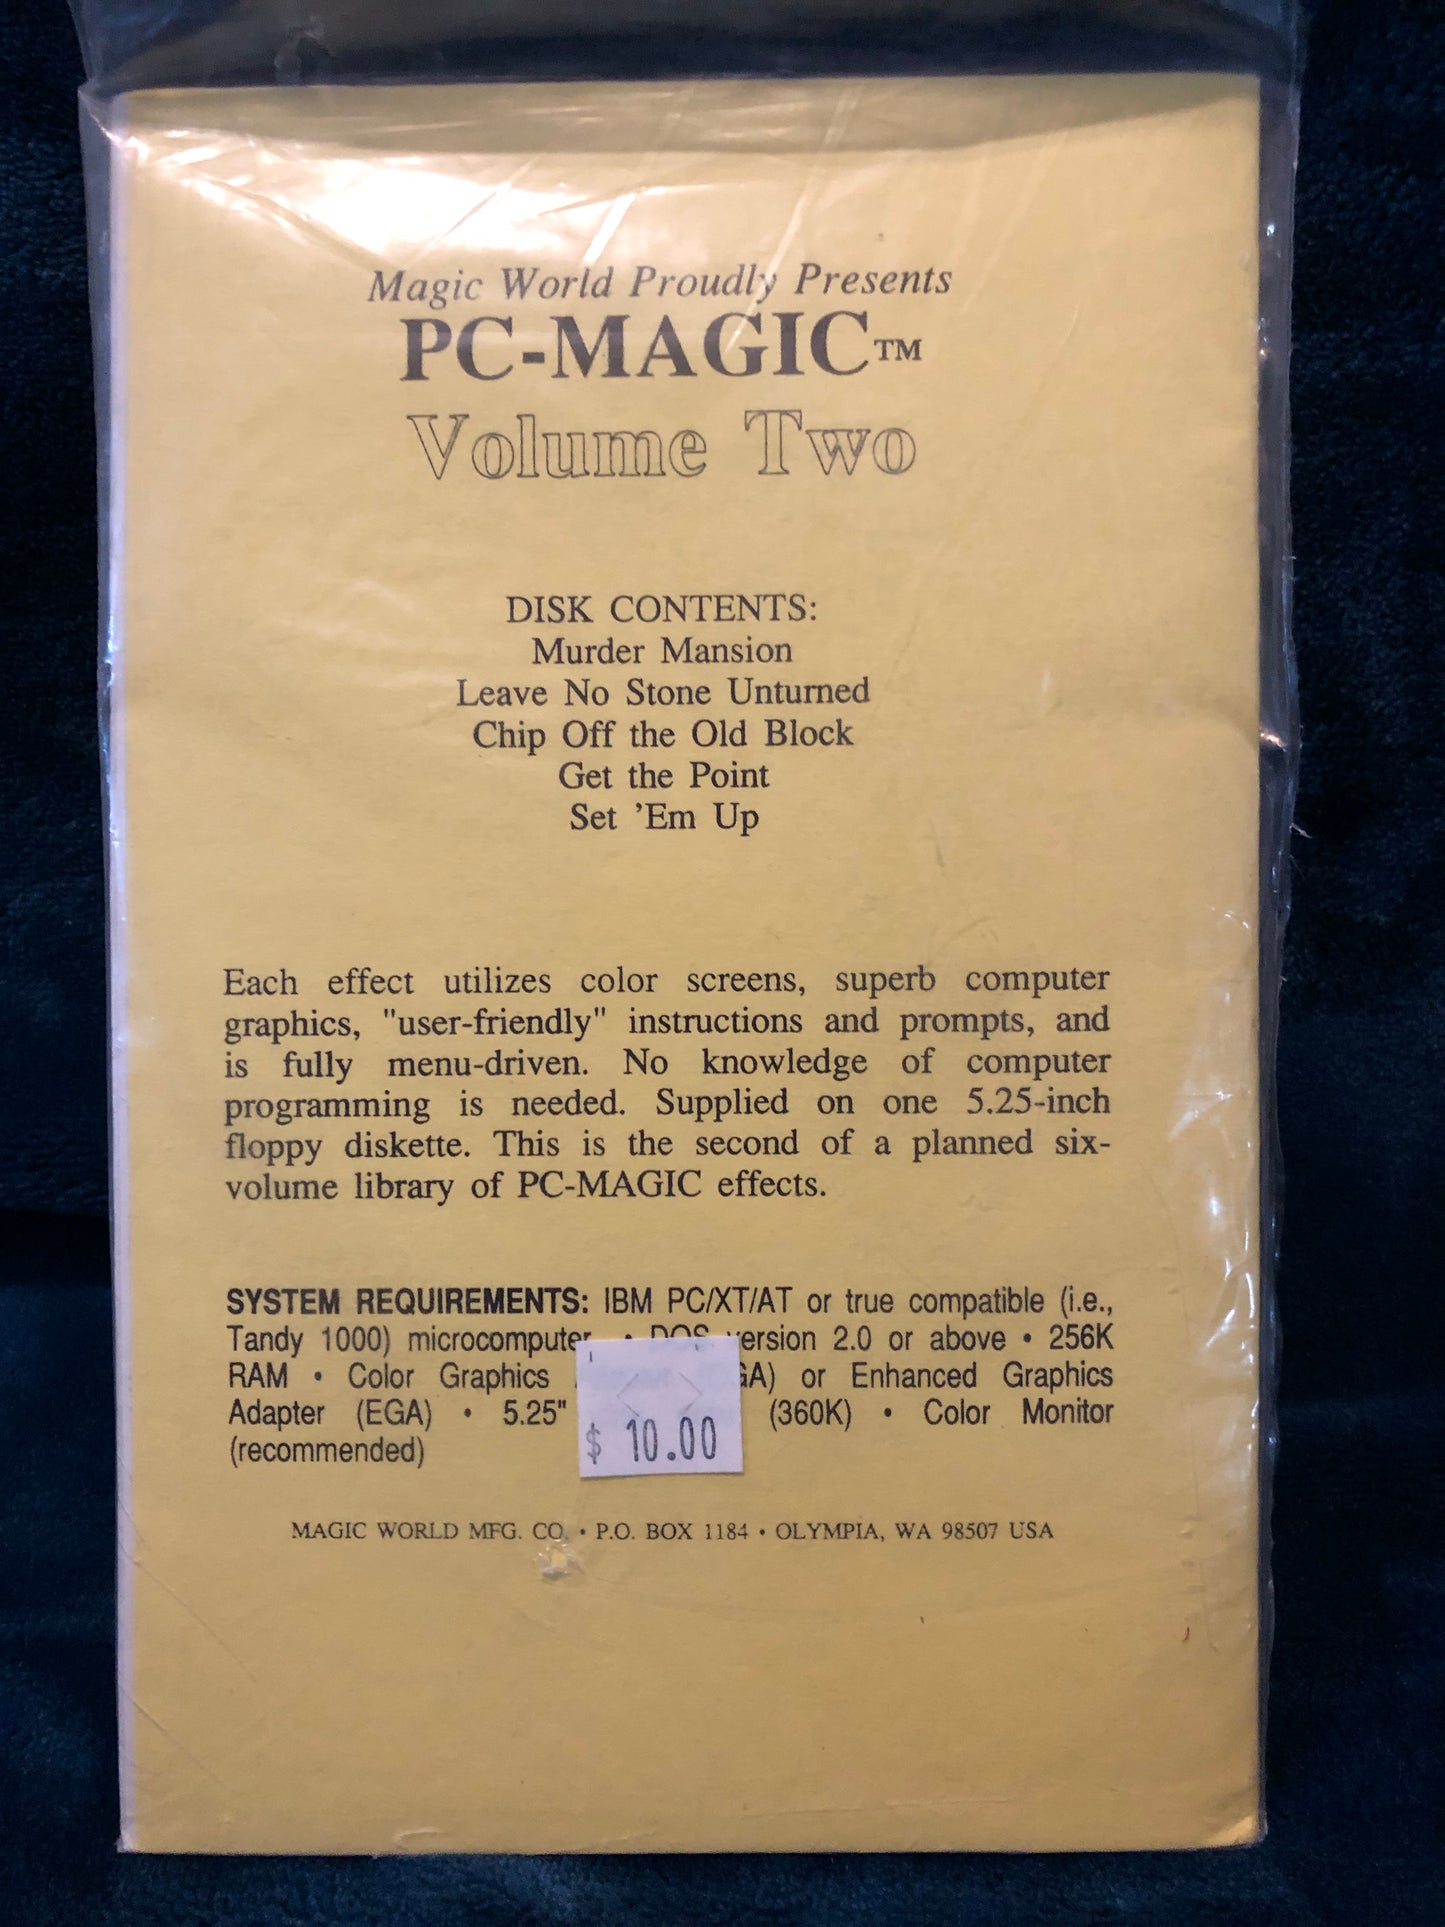 Magic World Proudly Presents
PC-MAGIC™
Volume Two
DISK CONTENTS:
Murder Mansion
Leave No Stone Unturned
Chip Off the Old Block
Get the Point
Set 'Em Up
Each effect utilizes color screens, superb computer
graphics, "user-friendly" instructions and prompts, and
is fully menu-driven. No knowledge of computer
programming is needed. Supplied on one 5.25-inch
floppy diskette. This is the second of a planned six-
volume library of PC-MAGIC effects.
SYSTEM REQUIREMENTS: IBM PC/XT/AT or true compatible (i.e.,
Tandy 1000) microcomputer • DOS version 2.0 or above • 256K
RAM • Color Graphics or Enhanced Graphics
Adapter (EGA) • 5.25" (360K) • Color Monitor
(recommended)
$ 10.00
MAGIC WORLD MFG. CO. • P.O. BOX 1184 • OLYMPIA, WA 98507 USA